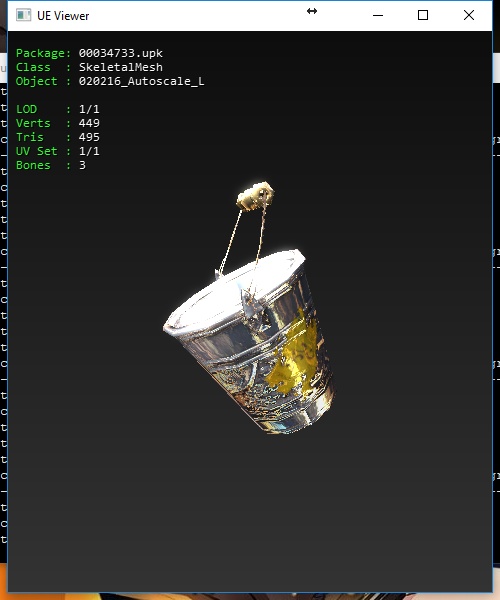 UE Viewer
Package: 00034733.upk
Class : SkeletalMesh
Object : 020216_Autoscale_L
LOD : 1/1
Verts : 449
Tris : 495
UV Set : 1/1
Bones : 3